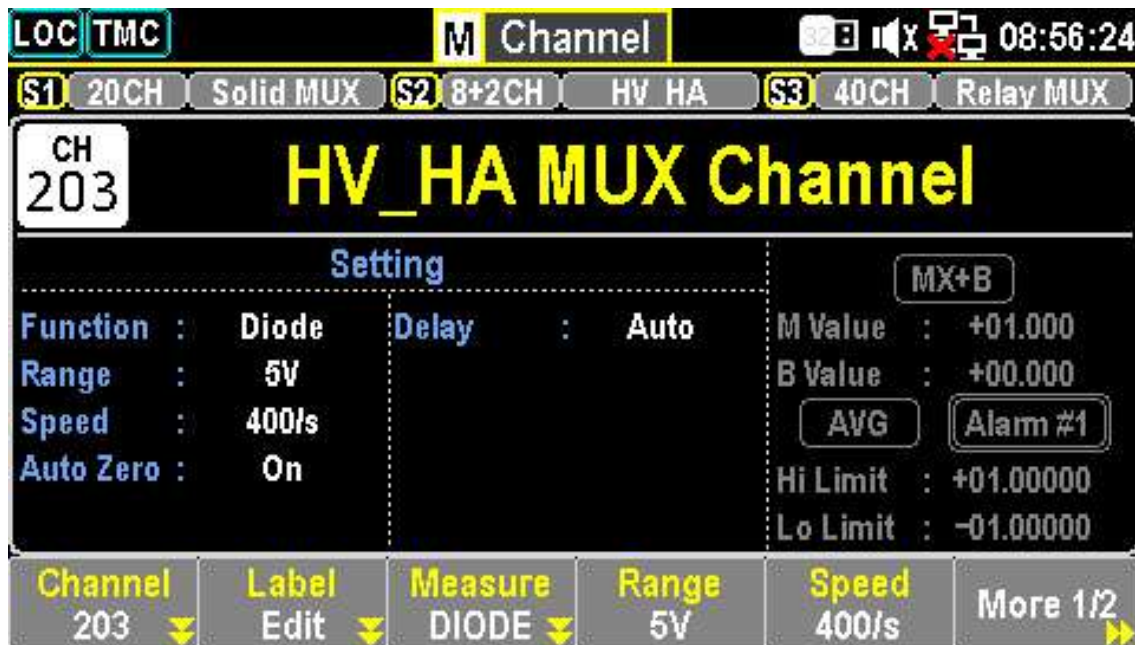 LOC TMC M Channel 32 08:56:24
S1 20CH Solid MUX S2 8+2CH HV HA S3 40CH Relay MUX
CH
203
HV_HA MUX Channel
Setting
Function : Diode
Range : 5V
Speed : 400/s
Auto Zero : On
Delay : Auto
MX+B
M Value : +01.000
B Value : +00.000
AVG Alarm #1
Hi Limit : +01.00000
Lo Limit : -01.00000
Channel
203
Label
Edit
Measure
DIODE
Range
5V
Speed
400/s
More 1/2